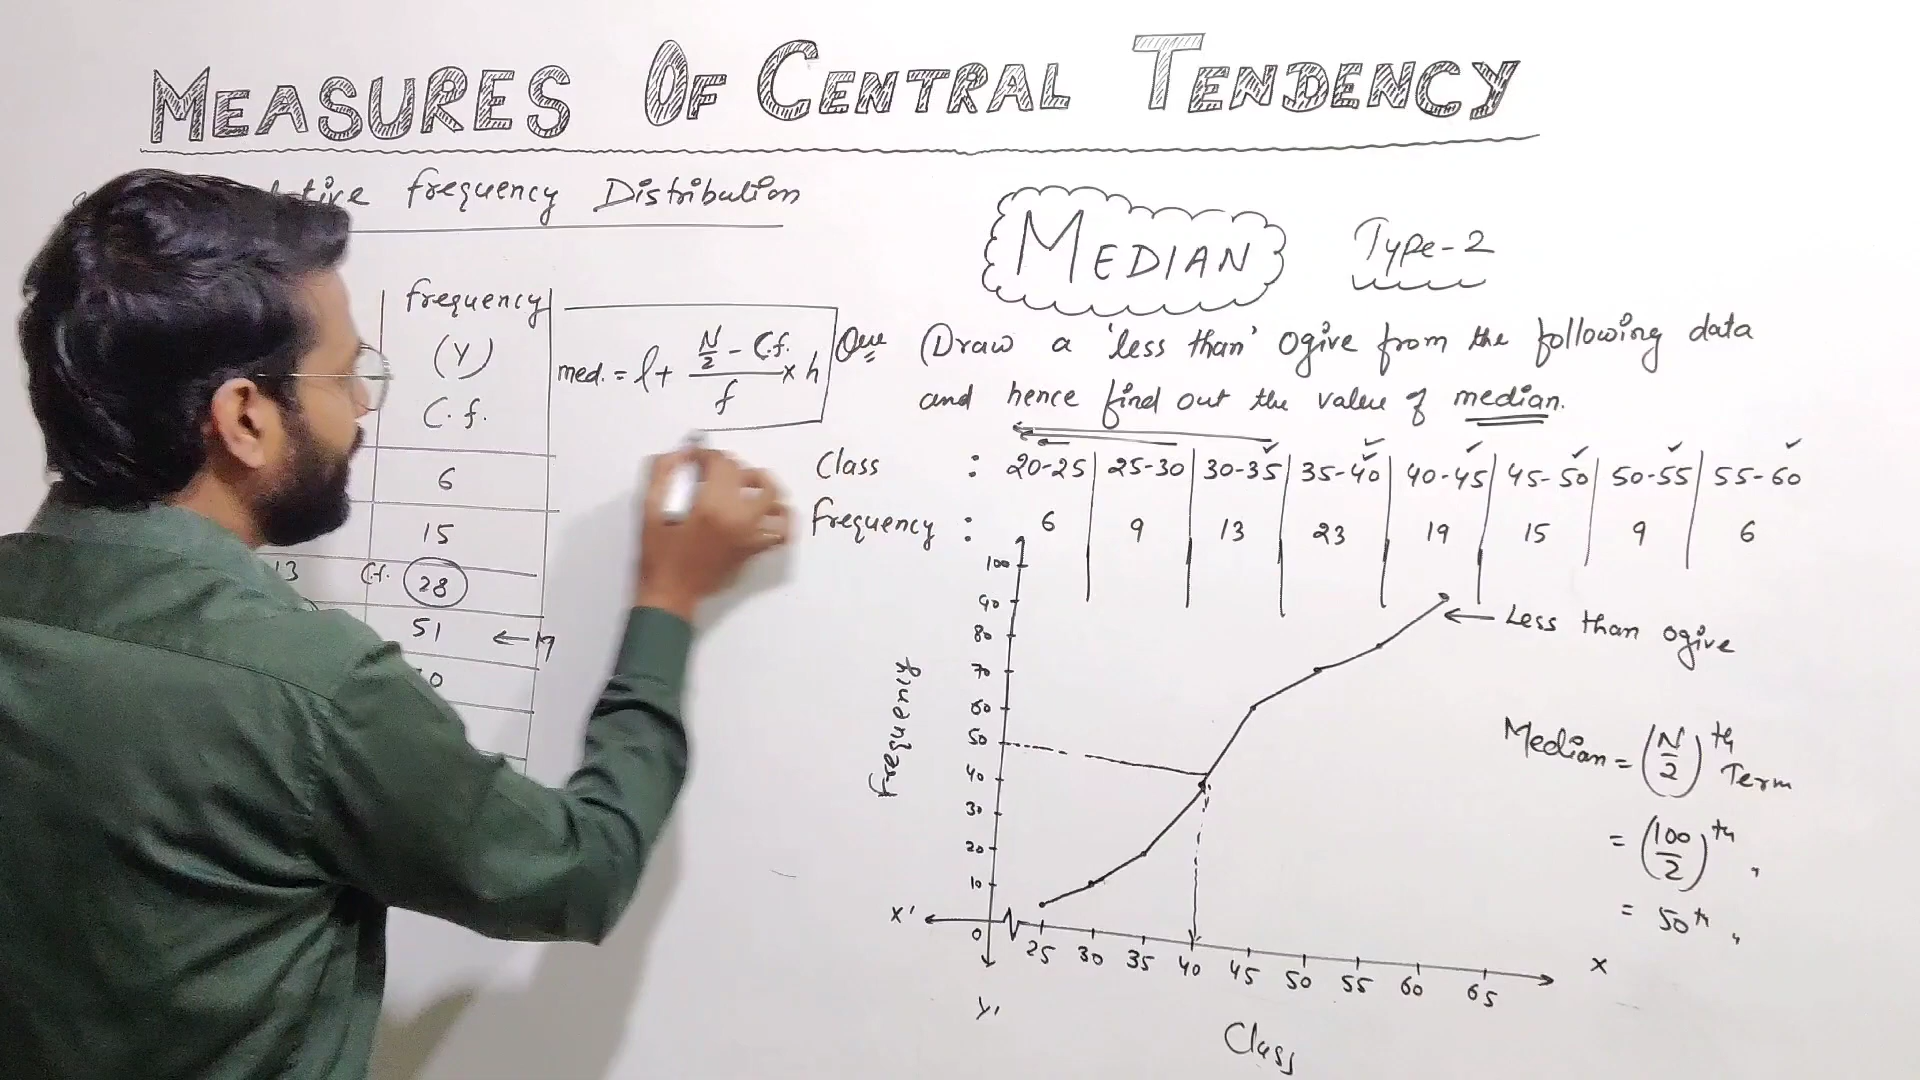 MEASURES OF CENTRAL TENDENCY
frequency Distribution
frequency
(Y)
C.f.
6
15
13 C.f. 28
51 ←
med. = l + (N/2 - C.f.)/f × h
MEDIAN Type-2
Que Draw a 'less than' Ogive from the following data
and hence find out the value of median.
Class : 20-25 25-30 30-35 35-40 40-45 45-50 50-55 55-60
frequency : 6 9 13 23 19 15 9 6
100
90
80
70
60
50
40
30
20
10
0
frequency
← Less than ogive
Median = (N/2)th Term
= (100/2)th "
= 50th "
X'
25 30 35 40 45 50 55 60 65
X
Y'
Class